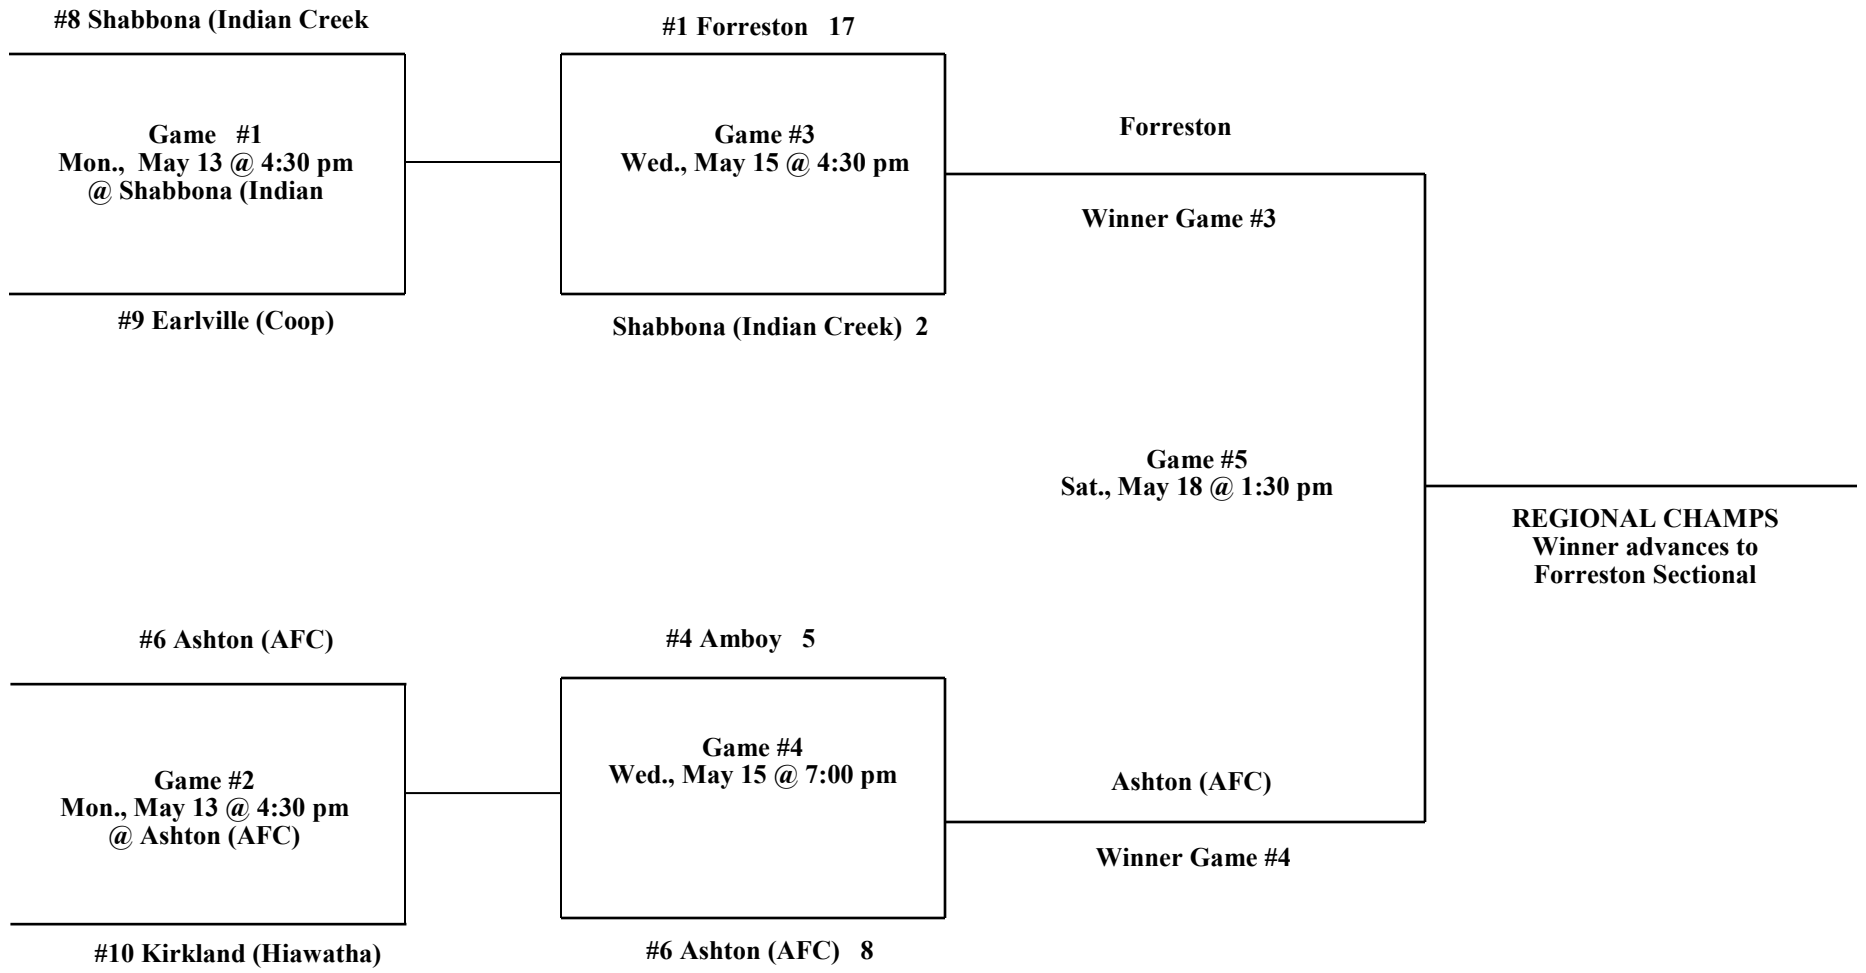 #8 Shabbona (Indian Creek
Game #1
Mon., May 13 @ 4:30 pm
@ Shabbona (Indian
#9 Earlville (Coop)
#1 Forreston 17
Game #3
Wed., May 15 @ 4:30 pm
Shabbona (Indian Creek) 2
Forreston
Winner Game #3
Game #5
Sat., May 18 @ 1:30 pm
REGIONAL CHAMPS
Winner advances to
Forreston Sectional
#6 Ashton (AFC)
Game #2
Mon., May 13 @ 4:30 pm
@ Ashton (AFC)
#10 Kirkland (Hiawatha)
#4 Amboy 5
Game #4
Wed., May 15 @ 7:00 pm
#6 Ashton (AFC) 8
Ashton (AFC)
Winner Game #4